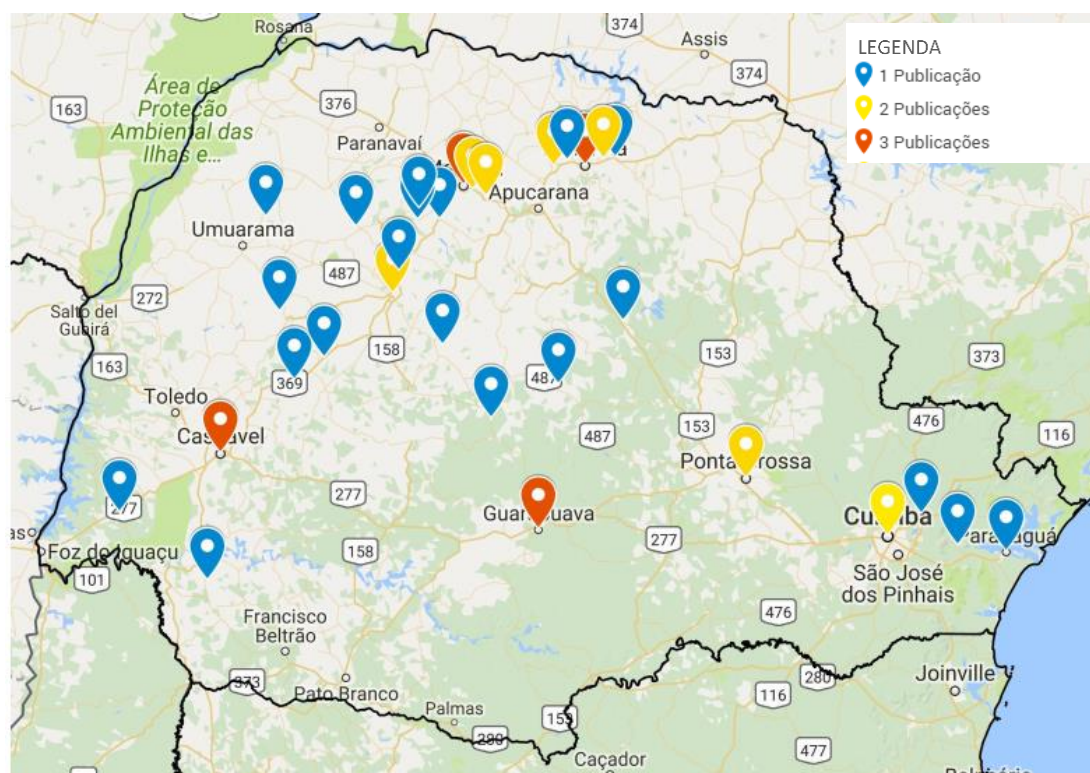 Rosana
374
Assis
LEGENDA
1 Publicação
2 Publicações
3 Publicações
374
163
Área de
Proteção
Ambiental das
Ilhas e...
376
Paranavaí
Apucarana
Umuarama
487
272
Salto del
Guairá
158
163
369
487
153
373
Toledo
Cascavel
153
476
116
487
Ponta Grossa
277
277
Guarapuava
Curitiba
Paranaguá
277
Foz do Iguaçu
158
101
São José
dos Pinhais
476
Francisco
Beltrão
373
Pato Branco
Palmas
116
280
Joinville
153
280
477
Caçador